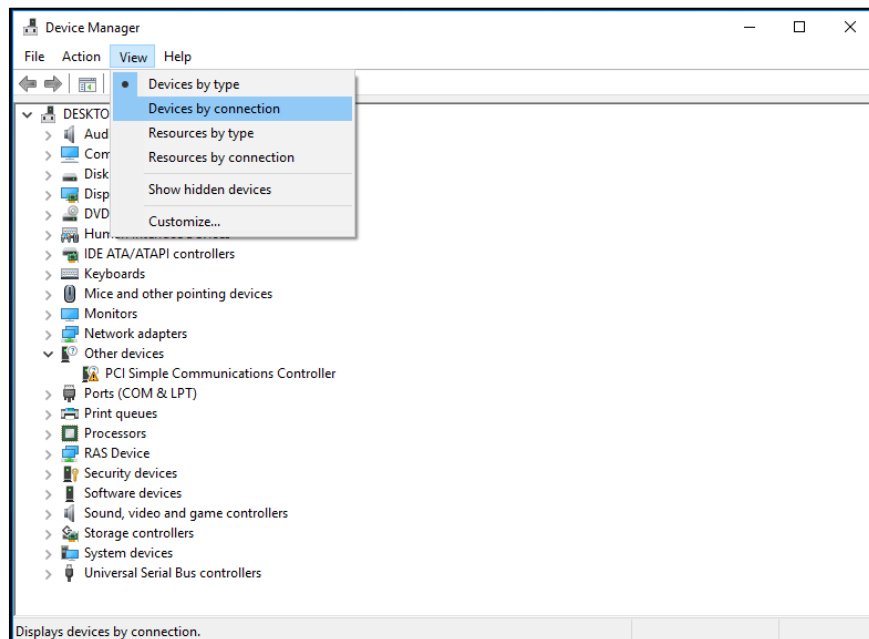 Device Manager
File Action View Help
Devices by type
Devices by connection
Resources by type
Resources by connection
Show hidden devices
Customize...
DESKTO
Aud
Com
Disk
Disp
DVD
IDE ATA/ATAPI controllers
Keyboards
Mice and other pointing devices
Monitors
Network adapters
Other devices
PCI Simple Communications Controller
Ports (COM & LPT)
Print queues
Processors
RAS Device
Security devices
Software devices
Sound, video and game controllers
Storage controllers
System devices
Universal Serial Bus controllers
Displays devices by connection.